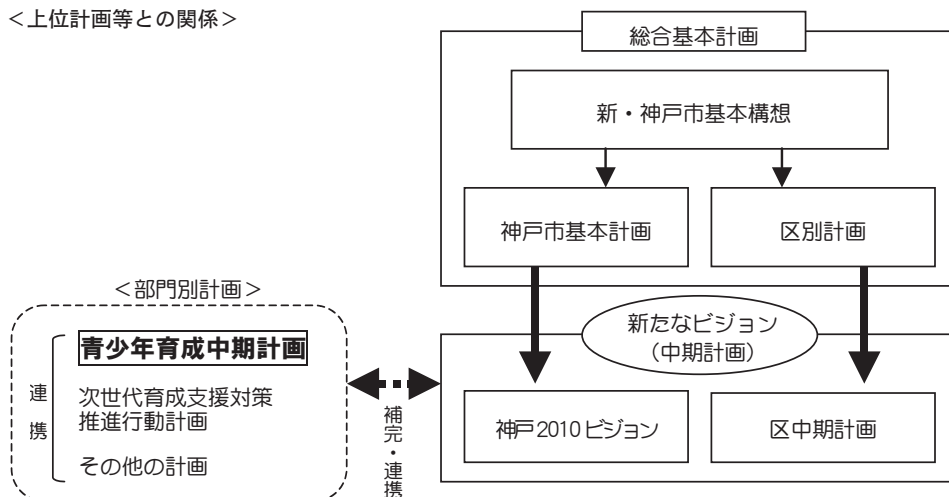 ＜上位計画等との関係＞
総合基本計画
新・神戸市基本構想
神戸市基本計画
区別計画
＜部門別計画＞
連携
青少年育成中期計画
次世代育成支援対策
推進行動計画
その他の計画
補完・連携
新たなビジョン
（中期計画）
神戸2010ビジョン
区中期計画